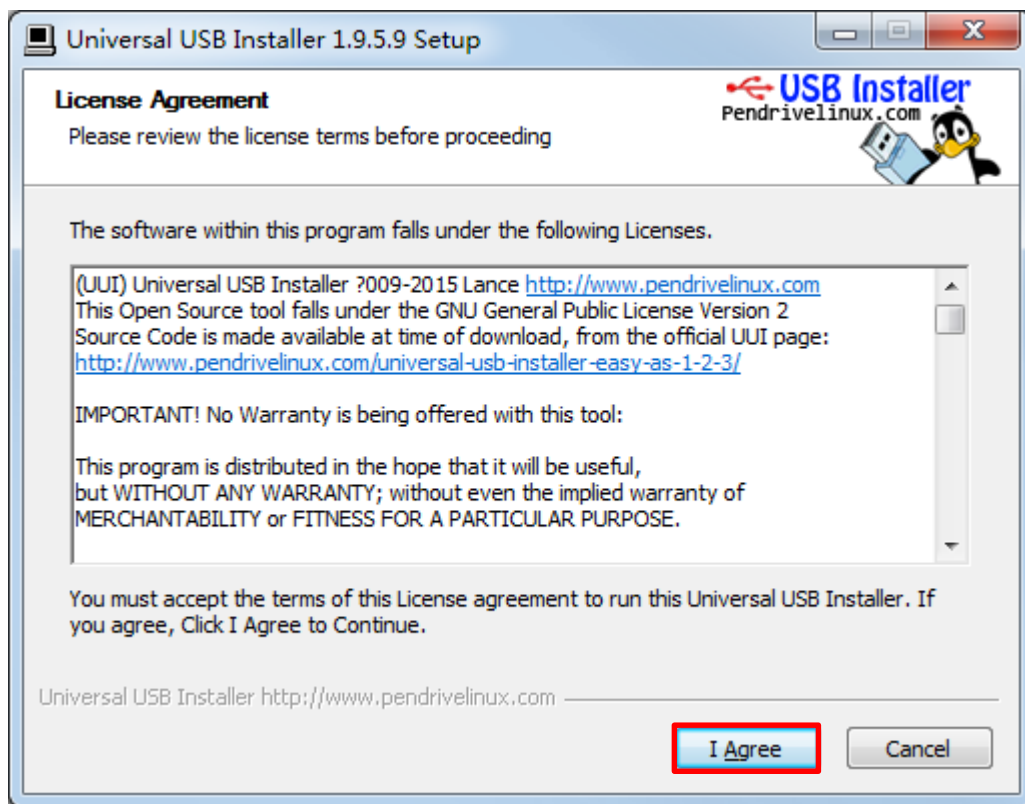 Universal USB Installer 1.9.5.9 Setup
License Agreement
Please review the license terms before proceeding
USB Installer
Pendrivelinux.com
The software within this program falls under the following Licenses.
(UUI) Universal USB Installer ?009-2015 Lance http://www.pendrivelinux.com
This Open Source tool falls under the GNU General Public License Version 2
Source Code is made available at time of download, from the official UUI page:
http://www.pendrivelinux.com/universal-usb-installer-easy-as-1-2-3/
IMPORTANT! No Warranty is being offered with this tool:
This program is distributed in the hope that it will be useful,
but WITHOUT ANY WARRANTY; without even the implied warranty of
MERCHANTABILITY or FITNESS FOR A PARTICULAR PURPOSE.
You must accept the terms of this License agreement to run this Universal USB Installer. If
you agree, Click I Agree to Continue.
Universal USB Installer http://www.pendrivelinux.com
I Agree
Cancel